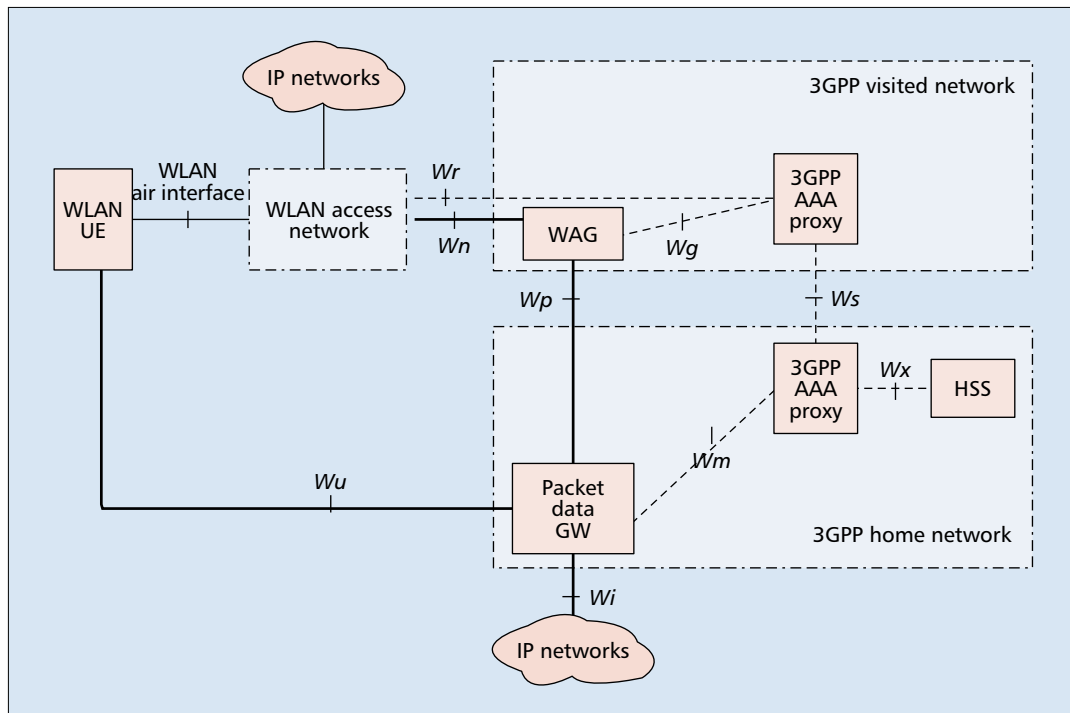 IP networks
3GPP visited network
WLAN
air interface
Wr
3GPP
AAA
proxy
WLAN
UE
WLAN access
network
WAG
Wn
Wg
Wp
Ws
3GPP
AAA
proxy
Wx
HSS
Wm
Wu
Packet
data
GW
3GPP home network
Wi
IP networks